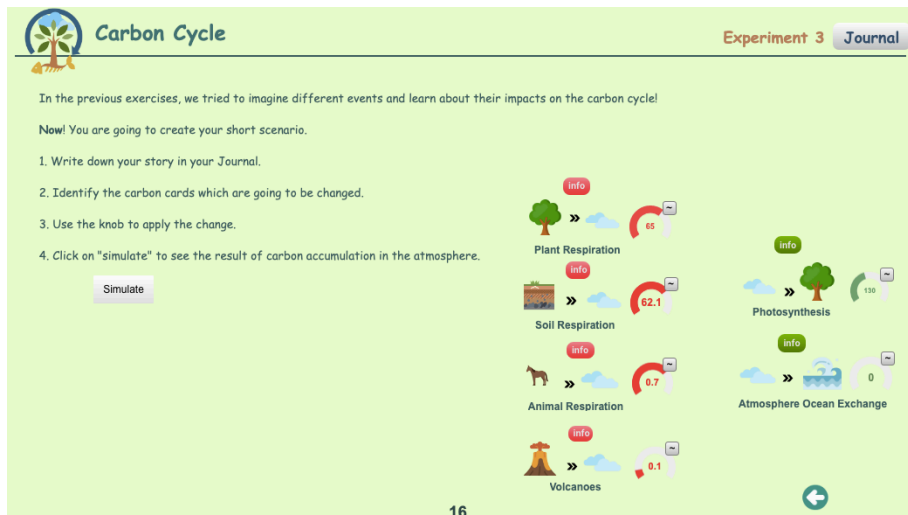 Carbon Cycle
Experiment 3
Journal
In the previous exercises, we tried to imagine different events and learn about their impacts on the carbon cycle!
Now! You are going to create your short scenario.
1. Write down your story in your Journal.
2. Identify the carbon cards which are going to be changed.
3. Use the knob to apply the change.
4. Click on "simulate" to see the result of carbon accumulation in the atmosphere.
Simulate
info
»
65
~
Plant Respiration
info
»
62.1
~
Soil Respiration
info
»
0.7
~
Animal Respiration
info
»
0.1
~
Volcanoes
info
»
130
~
Photosynthesis
info
»
0
~
Atmosphere Ocean Exchange
16